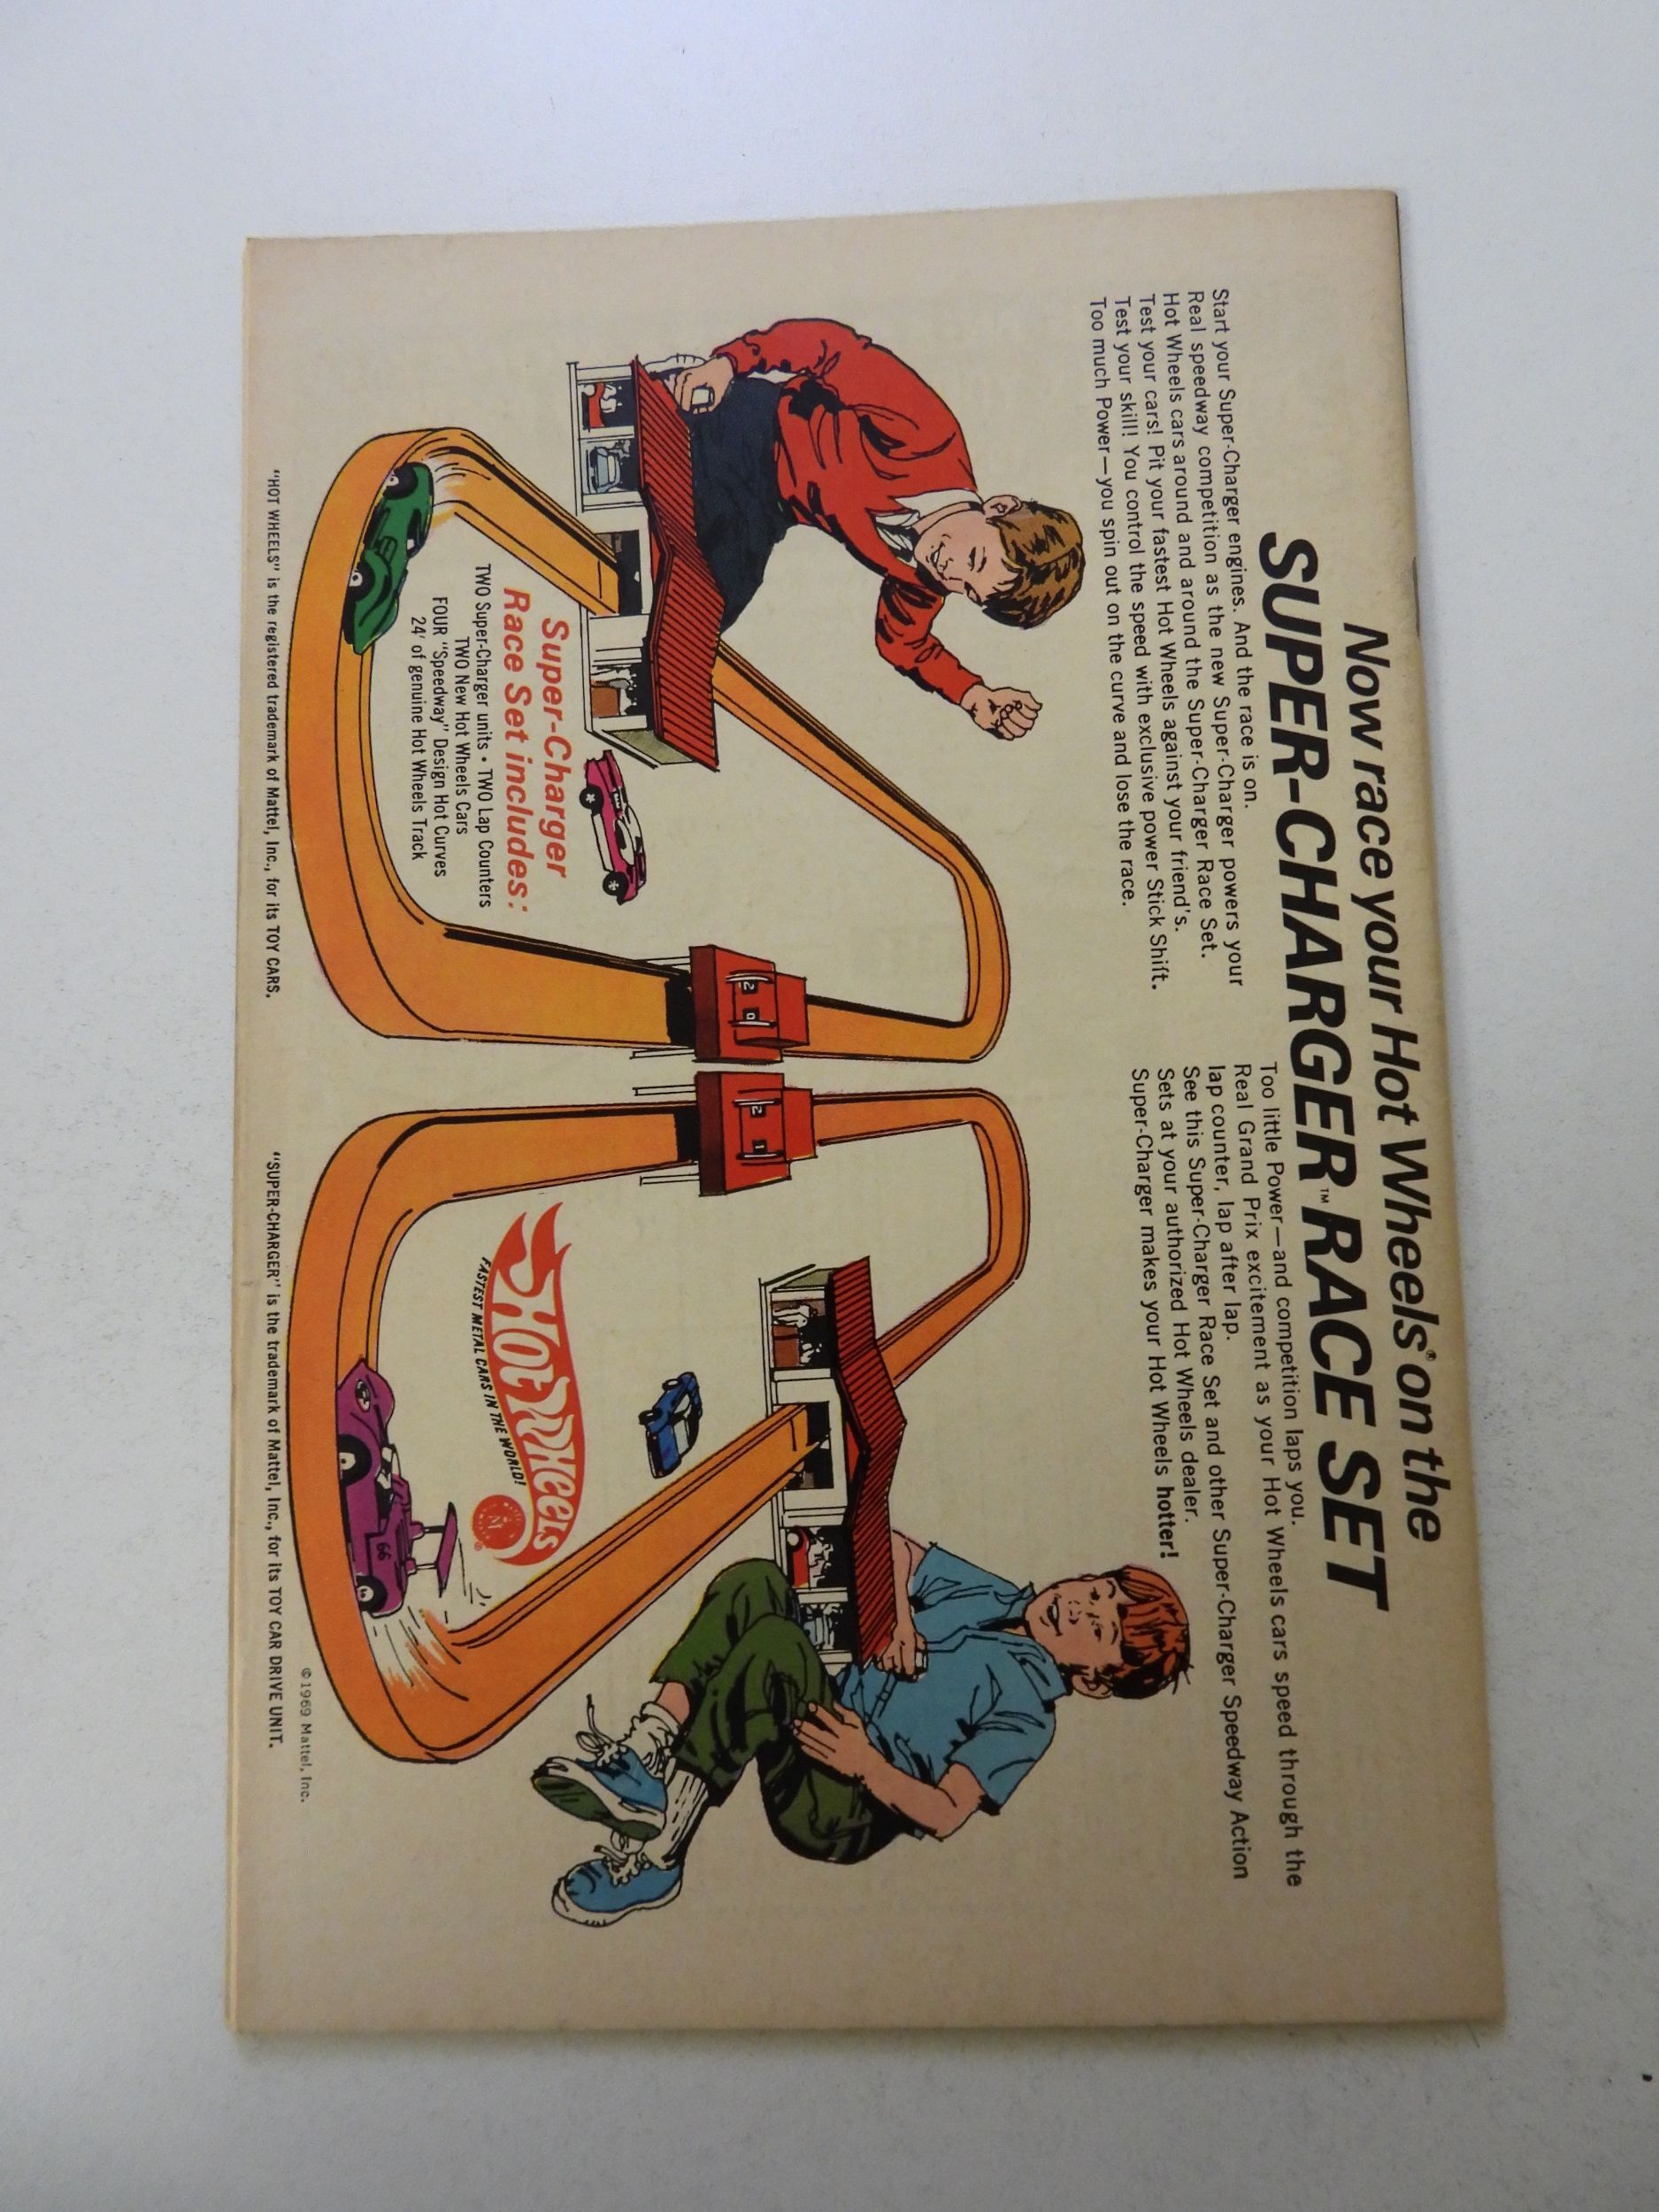 Now race your Hot Wheels® on the
SUPER-CHARGER™ RACE SET
Start your Super-Charger engines. And the race is on.
Real speedway competition as the new Super-Charger powers your
Hot Wheels cars around and around the Super-Charger Race Set.
Test your cars! Pit your fastest Hot Wheels against your friend's.
Test your skill! You control the speed with exclusive power Stick Shift.
Too much Power—you spin out on the curve and lose the race.
Too little Power—and competition laps you.
Real Grand Prix excitement as your Hot Wheels cars speed through the
lap counter, lap after lap.
See this Super-Charger Race Set and other Super-Charger Speedway Action
Sets at your authorized Hot Wheels dealer.
Super-Charger makes your Hot Wheels hotter!
2 0
2 1
Super-Charger
Race Set includes:
TWO Super-Charger units • TWO Lap Counters
TWO New Hot Wheels Cars
FOUR "Speedway' Design Hot Curves
24' of genuine Hot Wheels Track
Hot Wheels
FASTEST METAL CARS IN THE WORLD!
M
®
66
©1969 Mattel, Inc.
"HOT WHEELS" is the registered trademark of Mattel, Inc., for its TOY CARS.
"SUPER-CHARGER" is the trademark of Mattel, Inc., for its TOY CAR DRIVE UNIT.